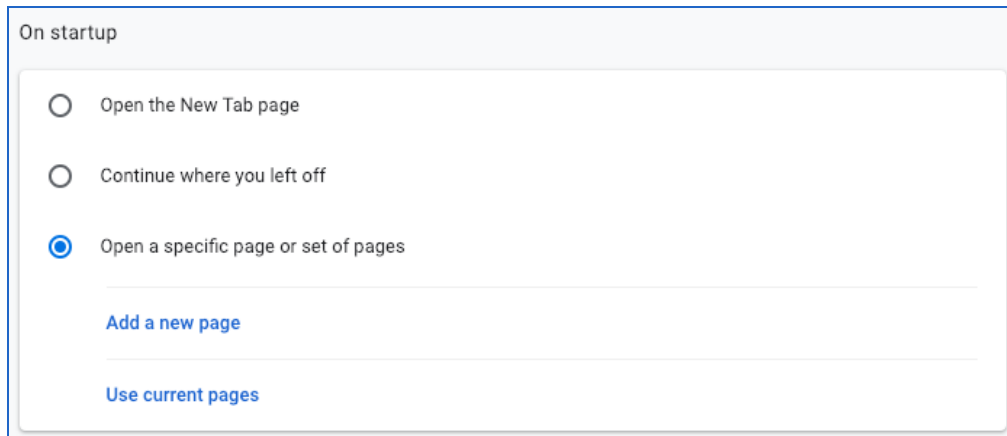 On startup
Open the New Tab page
Continue where you left off
Open a specific page or set of pages
Add a new page
Use current pages